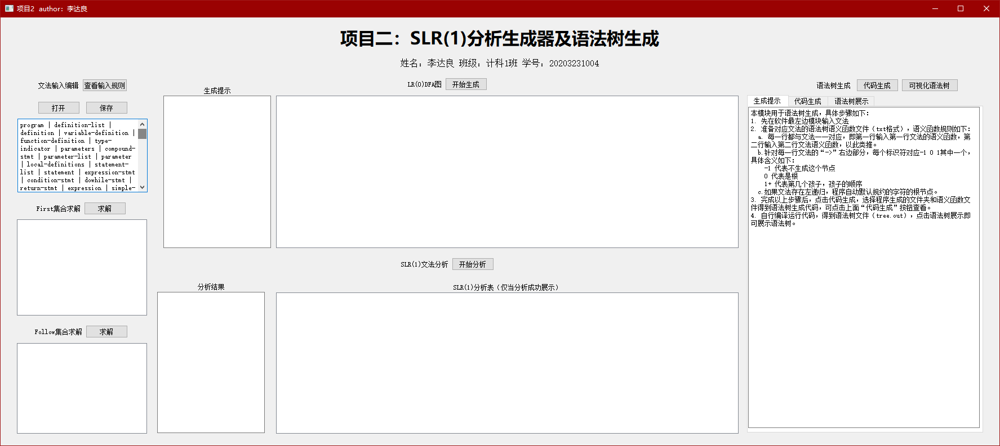 项目2 author: 李达良
项目二：SLR(1)分析生成器及语法树生成
姓名：李达良 班级：计科1班 学号：20203231004
文法输入编辑 查看输入规则
打开 保存
program | definition-list |
definition | variable-definition |
function-definition | type-
indicator | parameters | compound-
stmt | parameter-list | parameter
| local-definitions | statement-
list | statement | expression-stmt
| condition-stmt | dowhile-stmt |
return-stmt | expression | simple-
First集合求解 求解
Follow集合求解 求解
生成提示
LR(0)DFA图 开始生成
SLR(1)文法分析 开始分析
分析结果
SLR(1)分析表（仅当分析成功展示）
语法树生成 代码生成 可视化语法树
生成提示 代码生成 语法树展示
本模块用于语法树生成，具体步骤如下：
1. 先在软件最左边模块输入文法
2. 准备对应文法的语法树语义函数文件（txt格式），语义函数规则如下：
a. 每一行都与文法一一对应，即第一行输入第一行文法的语义函数，第
二行输入第二行文法语义函数，以此类推。
b.针对每一行文法的“->”右边部分，每个标识符对应-1 0 1其中一个，
具体含义如下：
-1 代表不生成这个节点
0 代表是根
1+ 代表第几个孩子，孩子的顺序
c.如果文法存在左递归，程序自动默认规约的字符的根节点。
3. 完成以上步骤后，点击代码生成，选择程序生成的文件夹和语义函数文
件得到语法树生成代码，可点击上面“代码生成”按钮查看。
4. 自行编译运行代码，得到语法树文件（tree.out），点击语法树展示即
可展示语法树。